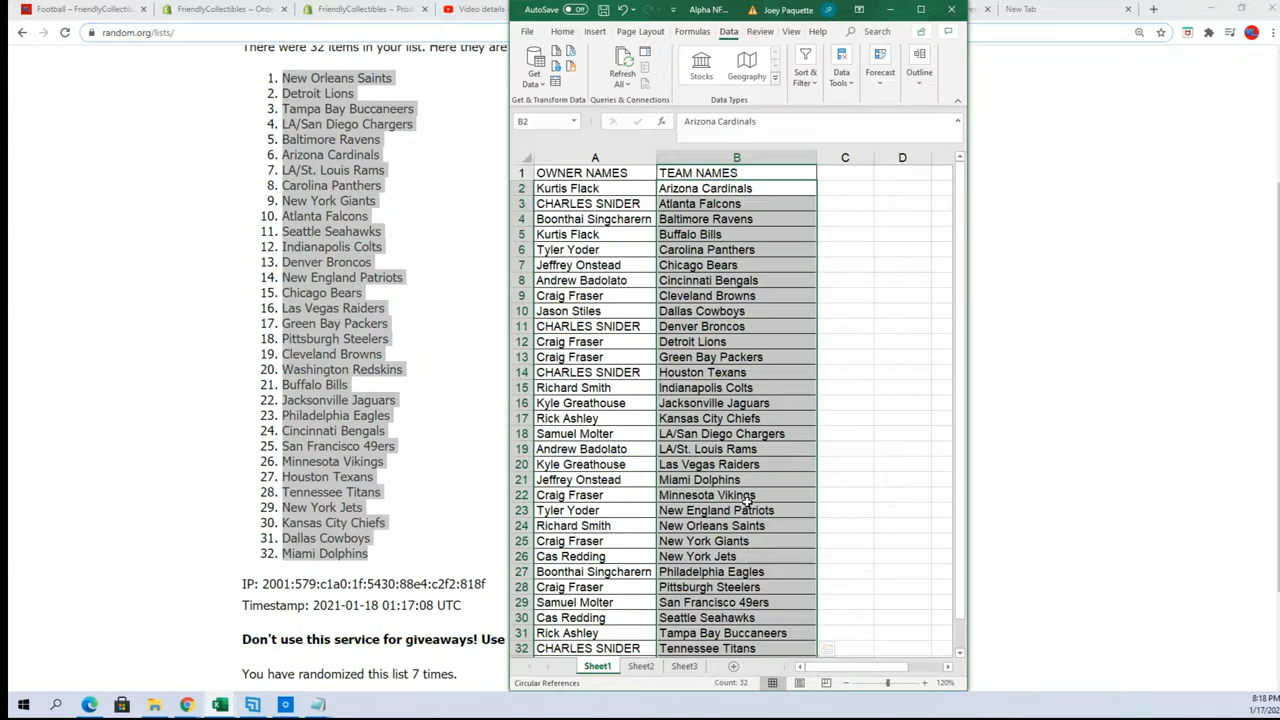 Football – FriendlyCollectib
FriendlyCollectibles ~ Orde
FriendlyCollectibles ~ Prod
Video details
New Tab
random.org/lists/
There were 32 items in your list. Here they are
1. New Orleans Saints
2. Detroit Lions
3. Tampa Bay Buccaneers
4. LA/San Diego Chargers
5. Baltimore Ravens
6. Arizona Cardinals
7. LA/St. Louis Rams
8. Carolina Panthers
9. New York Giants
10. Atlanta Falcons
11. Seattle Seahawks
12. Indianapolis Colts
13. Denver Broncos
14. New England Patriots
15. Chicago Bears
16. Las Vegas Raiders
17. Green Bay Packers
18. Pittsburgh Steelers
19. Cleveland Browns
20. Washington Redskins
21. Buffalo Bills
22. Jacksonville Jaguars
23. Philadelphia Eagles
24. Cincinnati Bengals
25. San Francisco 49ers
26. Minnesota Vikings
27. Houston Texans
28. Tennessee Titans
29. New York Jets
30. Kansas City Chiefs
31. Dallas Cowboys
32. Miami Dolphins
IP: 2001:579:c1a0:1f:5430:88e4:c2f2:818f
Timestamp: 2021-01-18 01:17:08 UTC
Don't use this service for giveaways! Use
You have randomized this list 7 times.
AutoSave Off Alpha NF... Joey Paquette JP
File Home Insert Page Layout Formulas Data Review View Help Search
Get Data
Refresh All
Stocks
Geography
Sort & Filter
Data Tools
Forecast
Outline
Get & Transform Data Queries & Connections Data Types
B2 fx Arizona Cardinals
A B C D
1 OWNER NAMES TEAM NAMES
2 Kurtis Flack Arizona Cardinals
3 CHARLES SNIDER Atlanta Falcons
4 Boonthai Singcharern Baltimore Ravens
5 Kurtis Flack Buffalo Bills
6 Tyler Yoder Carolina Panthers
7 Jeffrey Onstead Chicago Bears
8 Andrew Badolato Cincinnati Bengals
9 Craig Fraser Cleveland Browns
10 Jason Stiles Dallas Cowboys
11 CHARLES SNIDER Denver Broncos
12 Craig Fraser Detroit Lions
13 Craig Fraser Green Bay Packers
14 CHARLES SNIDER Houston Texans
15 Richard Smith Indianapolis Colts
16 Kyle Greathouse Jacksonville Jaguars
17 Rick Ashley Kansas City Chiefs
18 Samuel Molter LA/San Diego Chargers
19 Andrew Badolato LA/St. Louis Rams
20 Kyle Greathouse Las Vegas Raiders
21 Jeffrey Onstead Miami Dolphins
22 Craig Fraser Minnesota Vikings
23 Tyler Yoder New England Patriots
24 Richard Smith New Orleans Saints
25 Craig Fraser New York Giants
26 Cas Redding New York Jets
27 Boonthai Singcharern Philadelphia Eagles
28 Craig Fraser Pittsburgh Steelers
29 Samuel Molter San Francisco 49ers
30 Cas Redding Seattle Seahawks
31 Rick Ashley Tampa Bay Buccaneers
32 CHARLES SNIDER Tennessee Titans
Sheet1 Sheet2 Sheet3
Circular References Count: 32 120%
8:18 PM
1/17/202